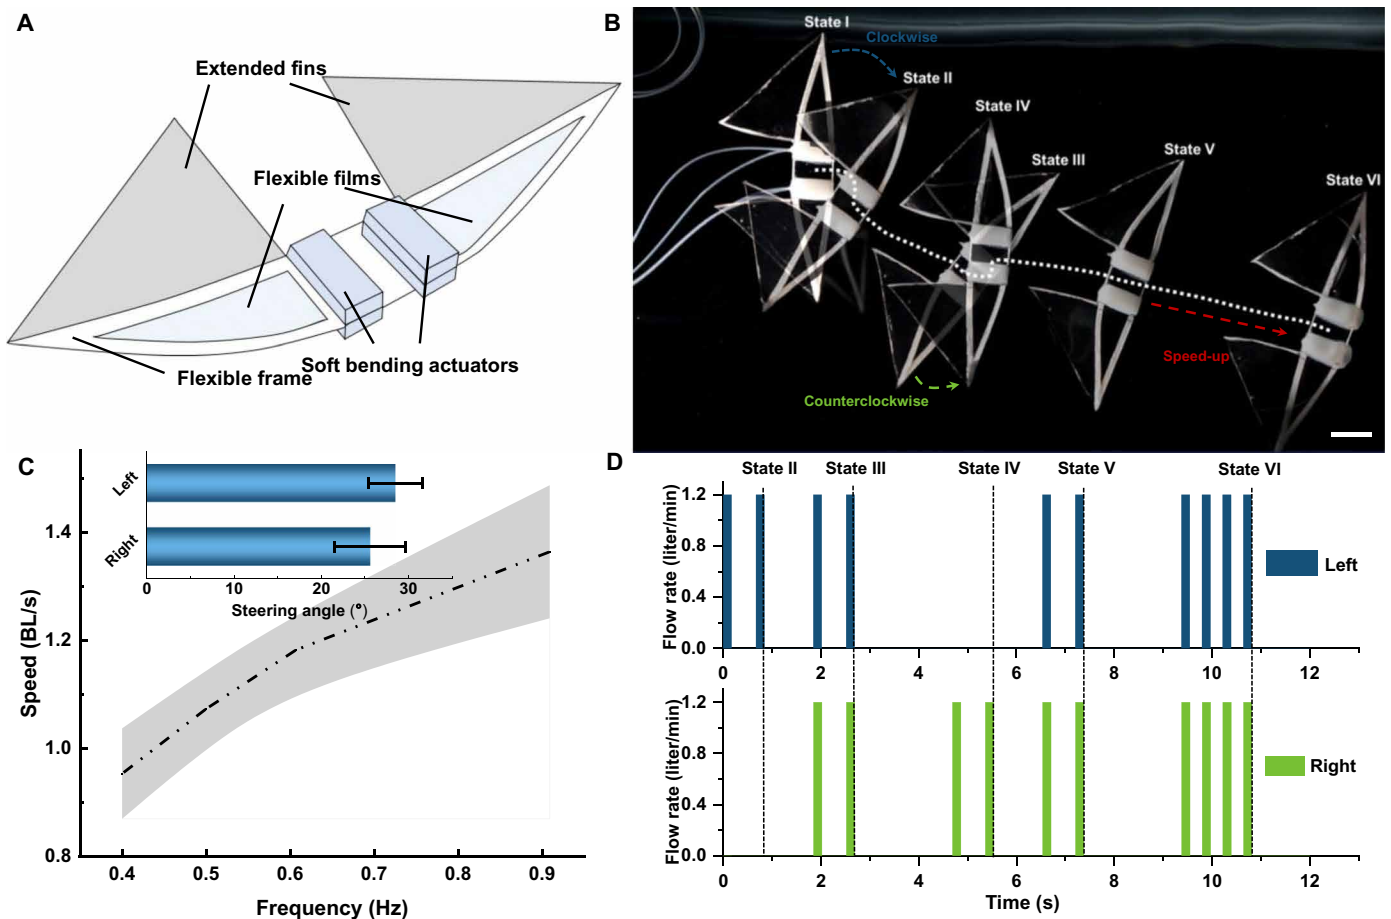 A
Extended fins
Flexible films
Soft bending actuators
Flexible frame
B
State I
Clockwise
State II
State IV
State III
State V
State VI
Speed-up
Counterclockwise
C
Speed (BL/s)
1.4
1.2
1.0
0.8
0.4 0.5 0.6 0.7 0.8 0.9
Frequency (Hz)
Left
Right
0 10 20 30
Steering angle (°)
D
State II State III State IV State V State VI
Flow rate (liter/min)
1.2
0.8
0.4
0.0
0 2 4 6 8 10 12
Left
Flow rate (liter/min)
1.2
0.8
0.4
0.0
0 2 4 6 8 10 12
Time (s)
Right